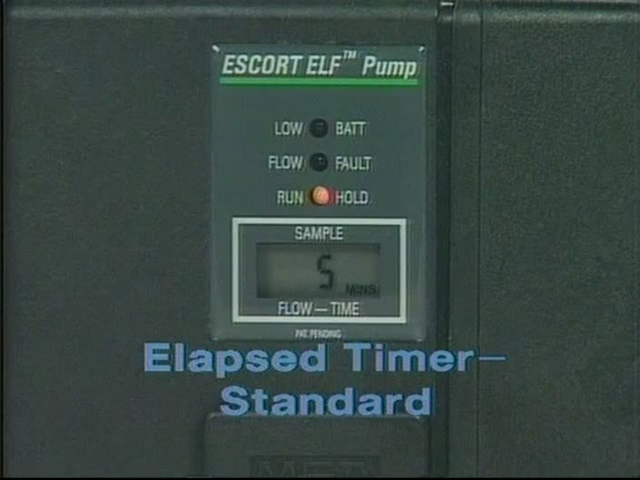 ESCORT ELF™ Pump
LOW BATT
FLOW FAULT
RUN HOLD
SAMPLE
5 MINS
FLOW — TIME
PAT. PENDING
Elapsed Timer—
Standard
MSA